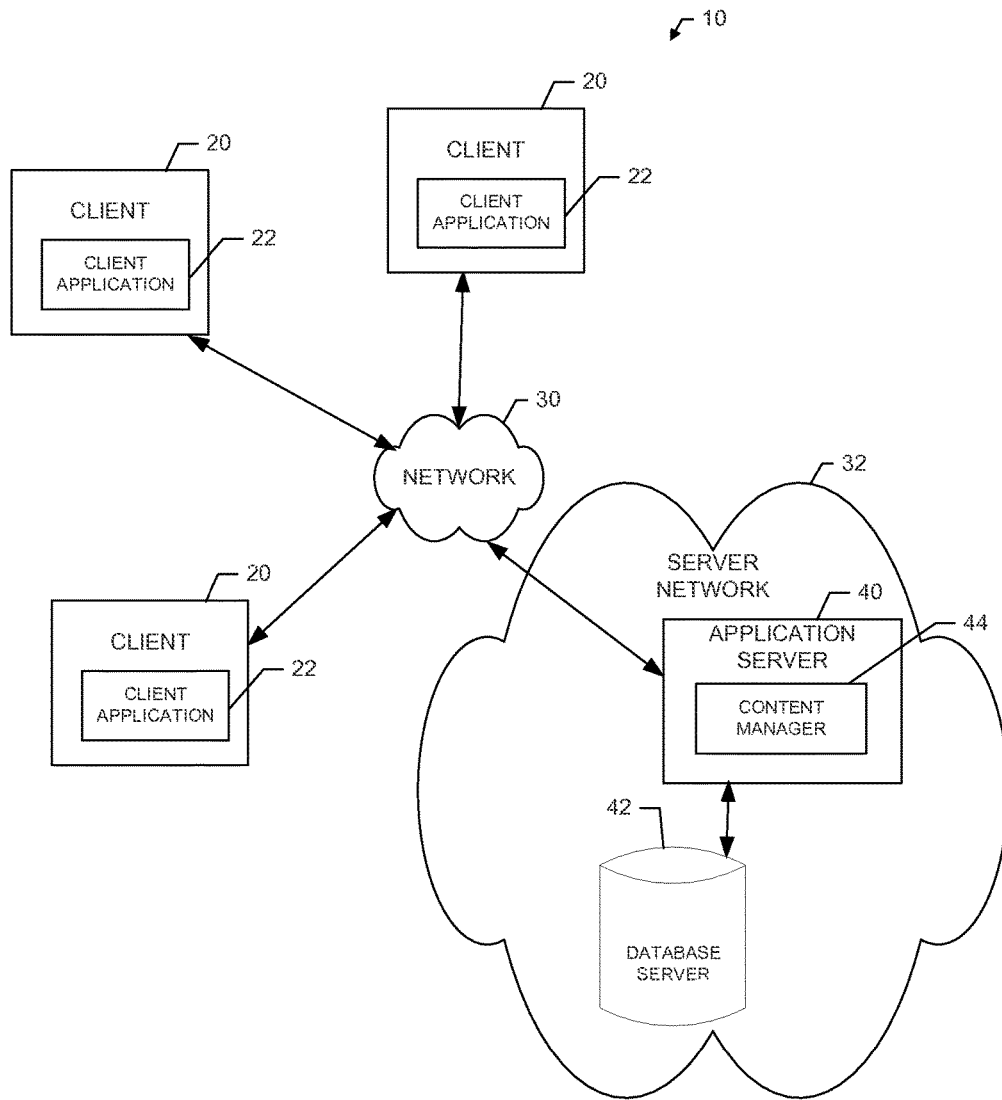 10
20
CLIENT
CLIENT
APPLICATION
22
20
CLIENT
CLIENT
APPLICATION
22
30
NETWORK
32
SERVER
NETWORK
20
CLIENT
CLIENT
APPLICATION
22
40
APPLICATION
SERVER
44
CONTENT
MANAGER
42
DATABASE
SERVER